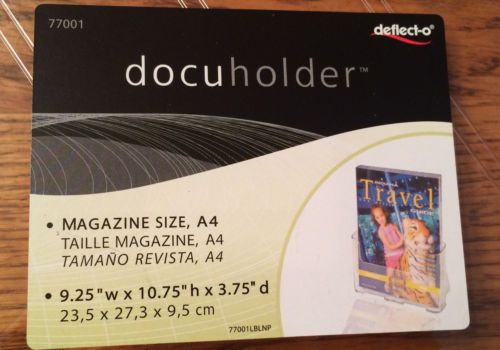 77001
deflect-o®
docuholder™
• MAGAZINE SIZE, A4
TAILLE MAGAZINE, A4
TAMAÑO REVISTA, A4
• 9.25" w x 10.75" h x 3.75" d
23,5 x 27,3 x 9,5 cm
77001LBLNP
Travel